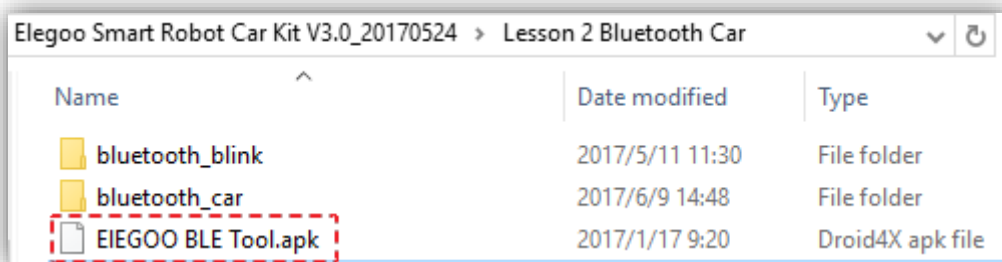 Elegoo Smart Robot Car Kit V3.0_20170524 > Lesson 2 Bluetooth Car
Name Date modified Type
bluetooth_blink 2017/5/11 11:30 File folder
bluetooth_car 2017/6/9 14:48 File folder
ElEGOO BLE Tool.apk 2017/1/17 9:20 Droid4X apk file